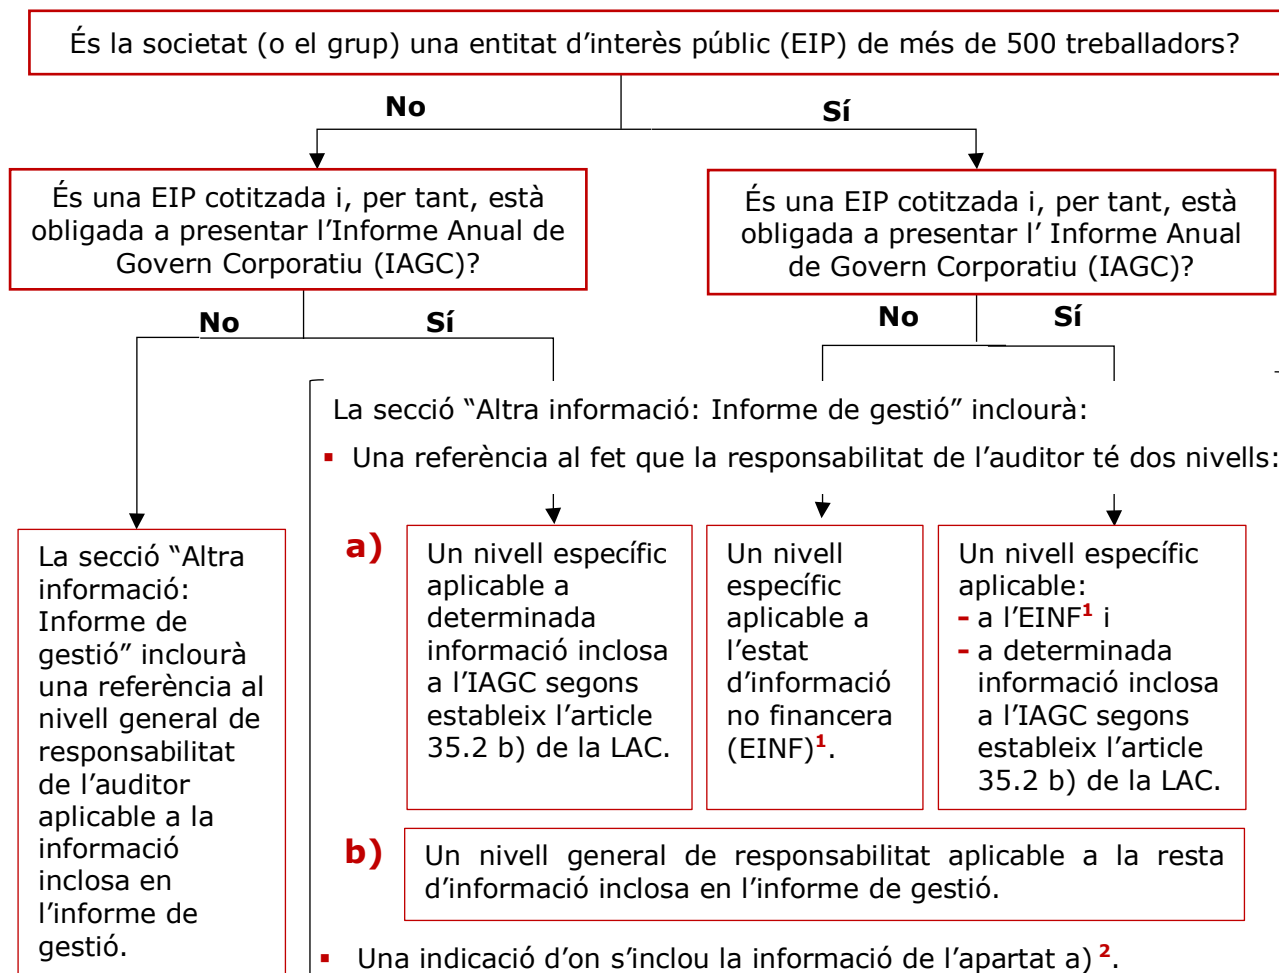 És la societat (o el grup) una entitat d'interès públic (EIP) de més de 500 treballadors?
No
Sí
És una EIP cotitzada i, per tant, està
obligada a presentar l'Informe Anual de
Govern Corporatiu (IAGC)?
És una EIP cotitzada i, per tant, està
obligada a presentar l' Informe Anual
de Govern Corporatiu (IAGC)?
No
Sí
No
Sí
La secció "Altra
informació:
Informe de
gestió" inclourà
una referència al
nivell general de
responsabilitat
de l'auditor
aplicable a la
informació
inclosa en
l'informe de
gestió.
La secció "Altra informació: Informe de gestió" inclourà:
▪ Una referència al fet que la responsabilitat de l'auditor té dos nivells:
a)
Un nivell específic
aplicable a
determinada
informació inclosa
a l'IAGC segons
estableix l'article
35.2 b) de la LAC.
Un nivell
específic
aplicable a
l'estat
d'informació
no financera
(EINF)¹.
Un nivell específic
aplicable:
- a l'EINF¹ i
- a determinada
informació inclosa
a l'IAGC segons
estableix l'article
35.2 b) de la LAC.
b)
Un nivell general de responsabilitat aplicable a la resta
d'informació inclosa en l'informe de gestió.
▪ Una indicació d'on s'inclou la informació de l'apartat a) ².